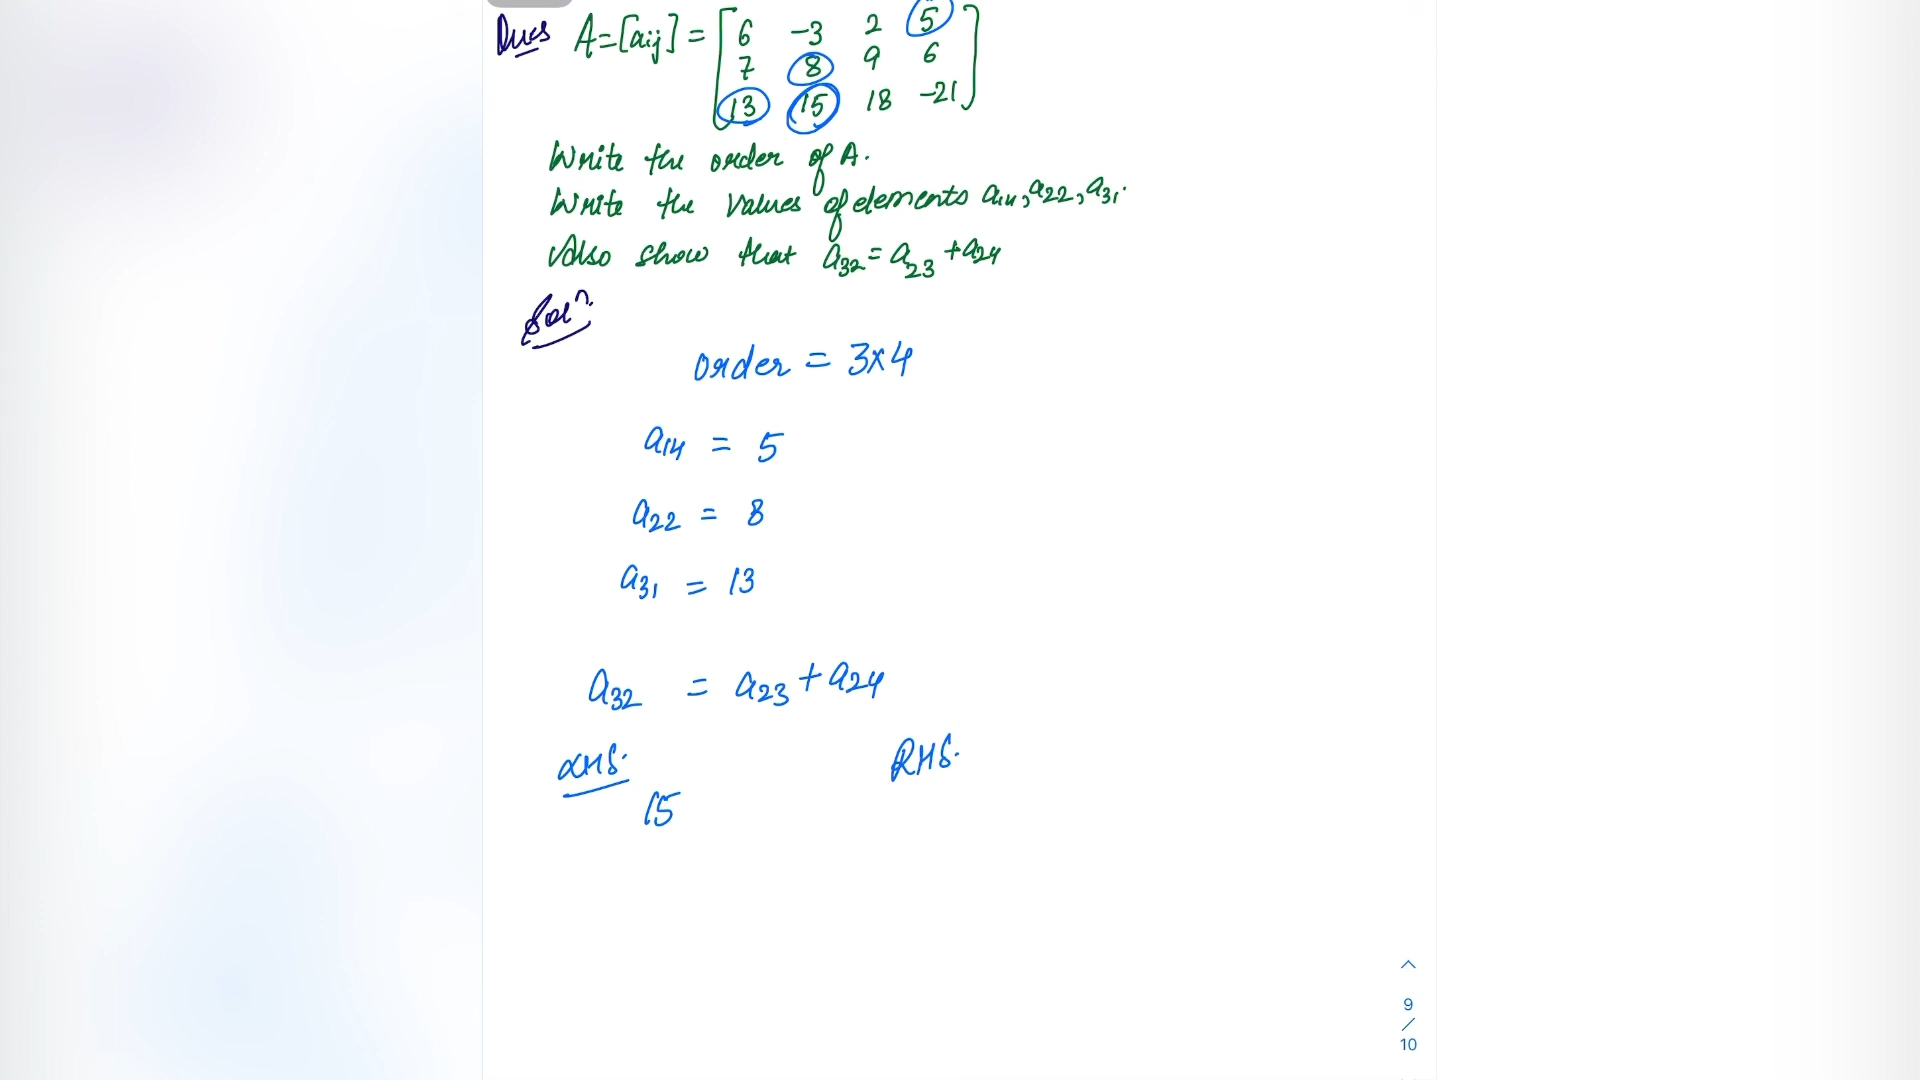 Ques A=[aij] = [6 -3 2 5
7 8 9 6
13 15 18 -21]
Write the order of A.
Write the values of elements a14, a22, a31.
Also show that a32 = a23 + a24
Soln.
order = 3×4
a14 = 5
a22 = 8
a31 = 13
a32 = a23 + a24
LHS. RHS.
15
9
/
10